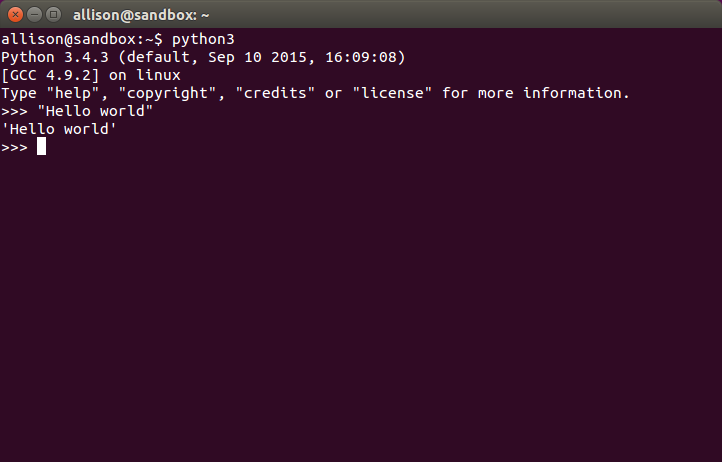 allison@sandbox: ~
allison@sandbox:~$ python3
Python 3.4.3 (default, Sep 10 2015, 16:09:08)
[GCC 4.9.2] on linux
Type "help", "copyright", "credits" or "license" for more information.
>>> "Hello world"
'Hello world'
>>>